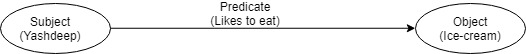 Subject
(Yashdeep)
Predicate
(Likes to eat)
Object
(Ice-cream)